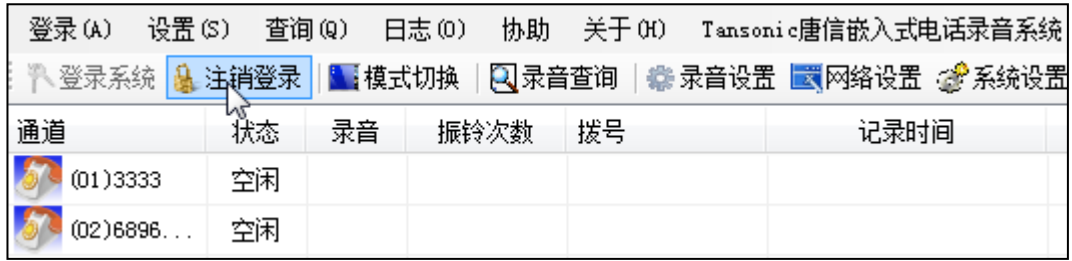 登录(A) 设置(S) 查询(Q) 日志(O) 协助 关于(H) Tansonic唐信嵌入式电话录音系统
登录系统 注销登录 模式切换 录音查询 录音设置 网络设置 系统设置
通道 状态 录音 振铃次数 拨号 记录时间
(01)3333 空闲
(02)6896... 空闲